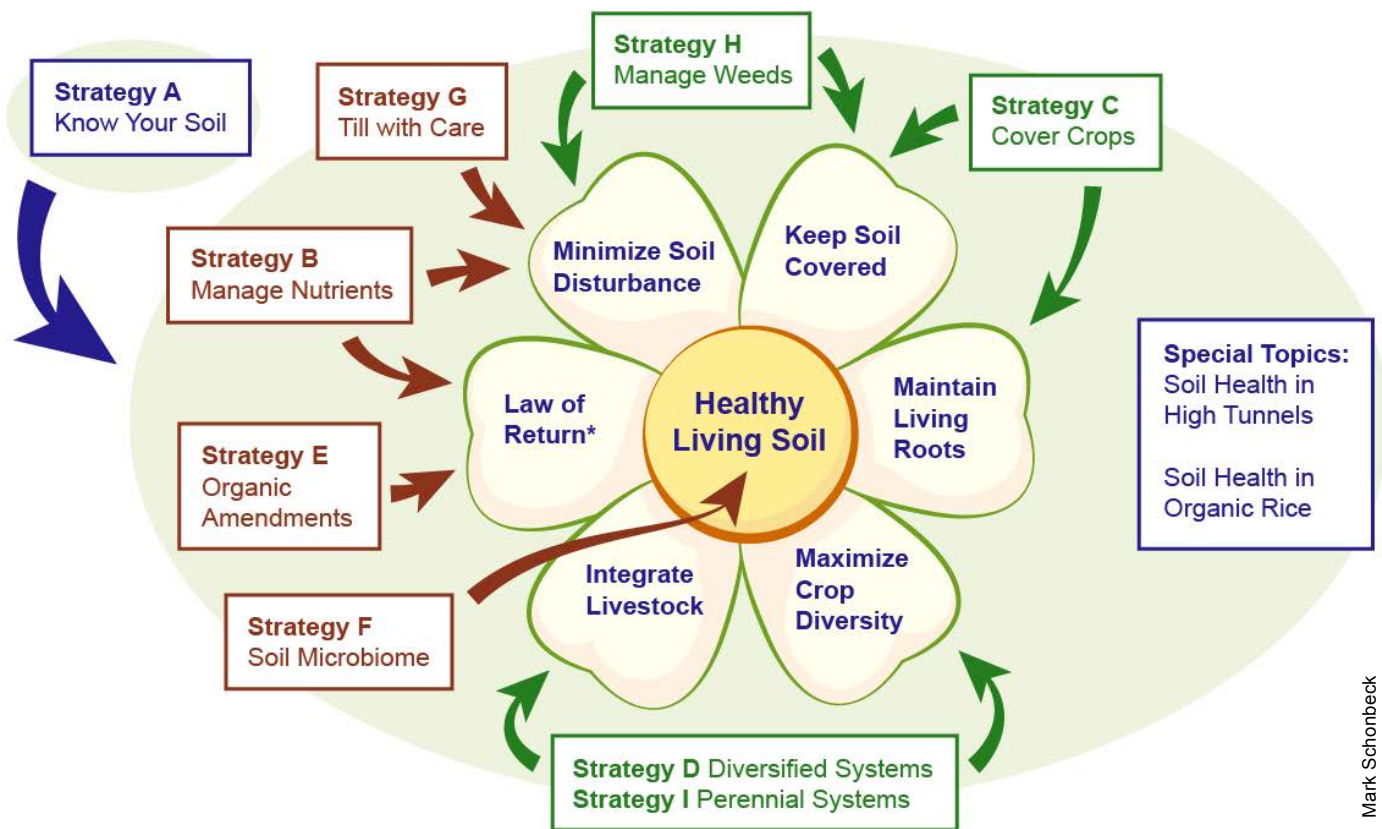 Strategy A
Know Your Soil
Strategy G
Till with Care
Strategy H
Manage Weeds
Strategy C
Cover Crops
Strategy B
Manage Nutrients
Minimize Soil
Disturbance
Keep Soil
Covered
Law of
Return*
Healthy
Living Soil
Maintain
Living
Roots
Special Topics:
Soil Health in
High Tunnels
Soil Health in
Organic Rice
Strategy E
Organic
Amendments
Integrate
Livestock
Maximize
Crop
Diversity
Strategy F
Soil Microbiome
Strategy D Diversified Systems
Strategy I Perennial Systems
Mark Schonbeck